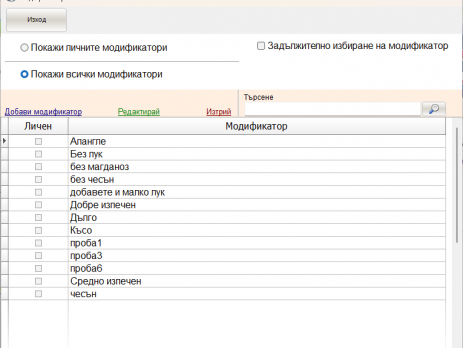 Изход
Покажи личните модификатори
Задължително избиране на модификатор
Покажи всички модификатори
Търсене
Добави модификатор Редактирай Изтрий
Личен Модификатор
Алангле
Без лук
без магданоз
без чесън
добавете и малко лук
Добре изпечен
Дълго
Късо
проба1
проба3
проба6
Средно изпечен
чесън